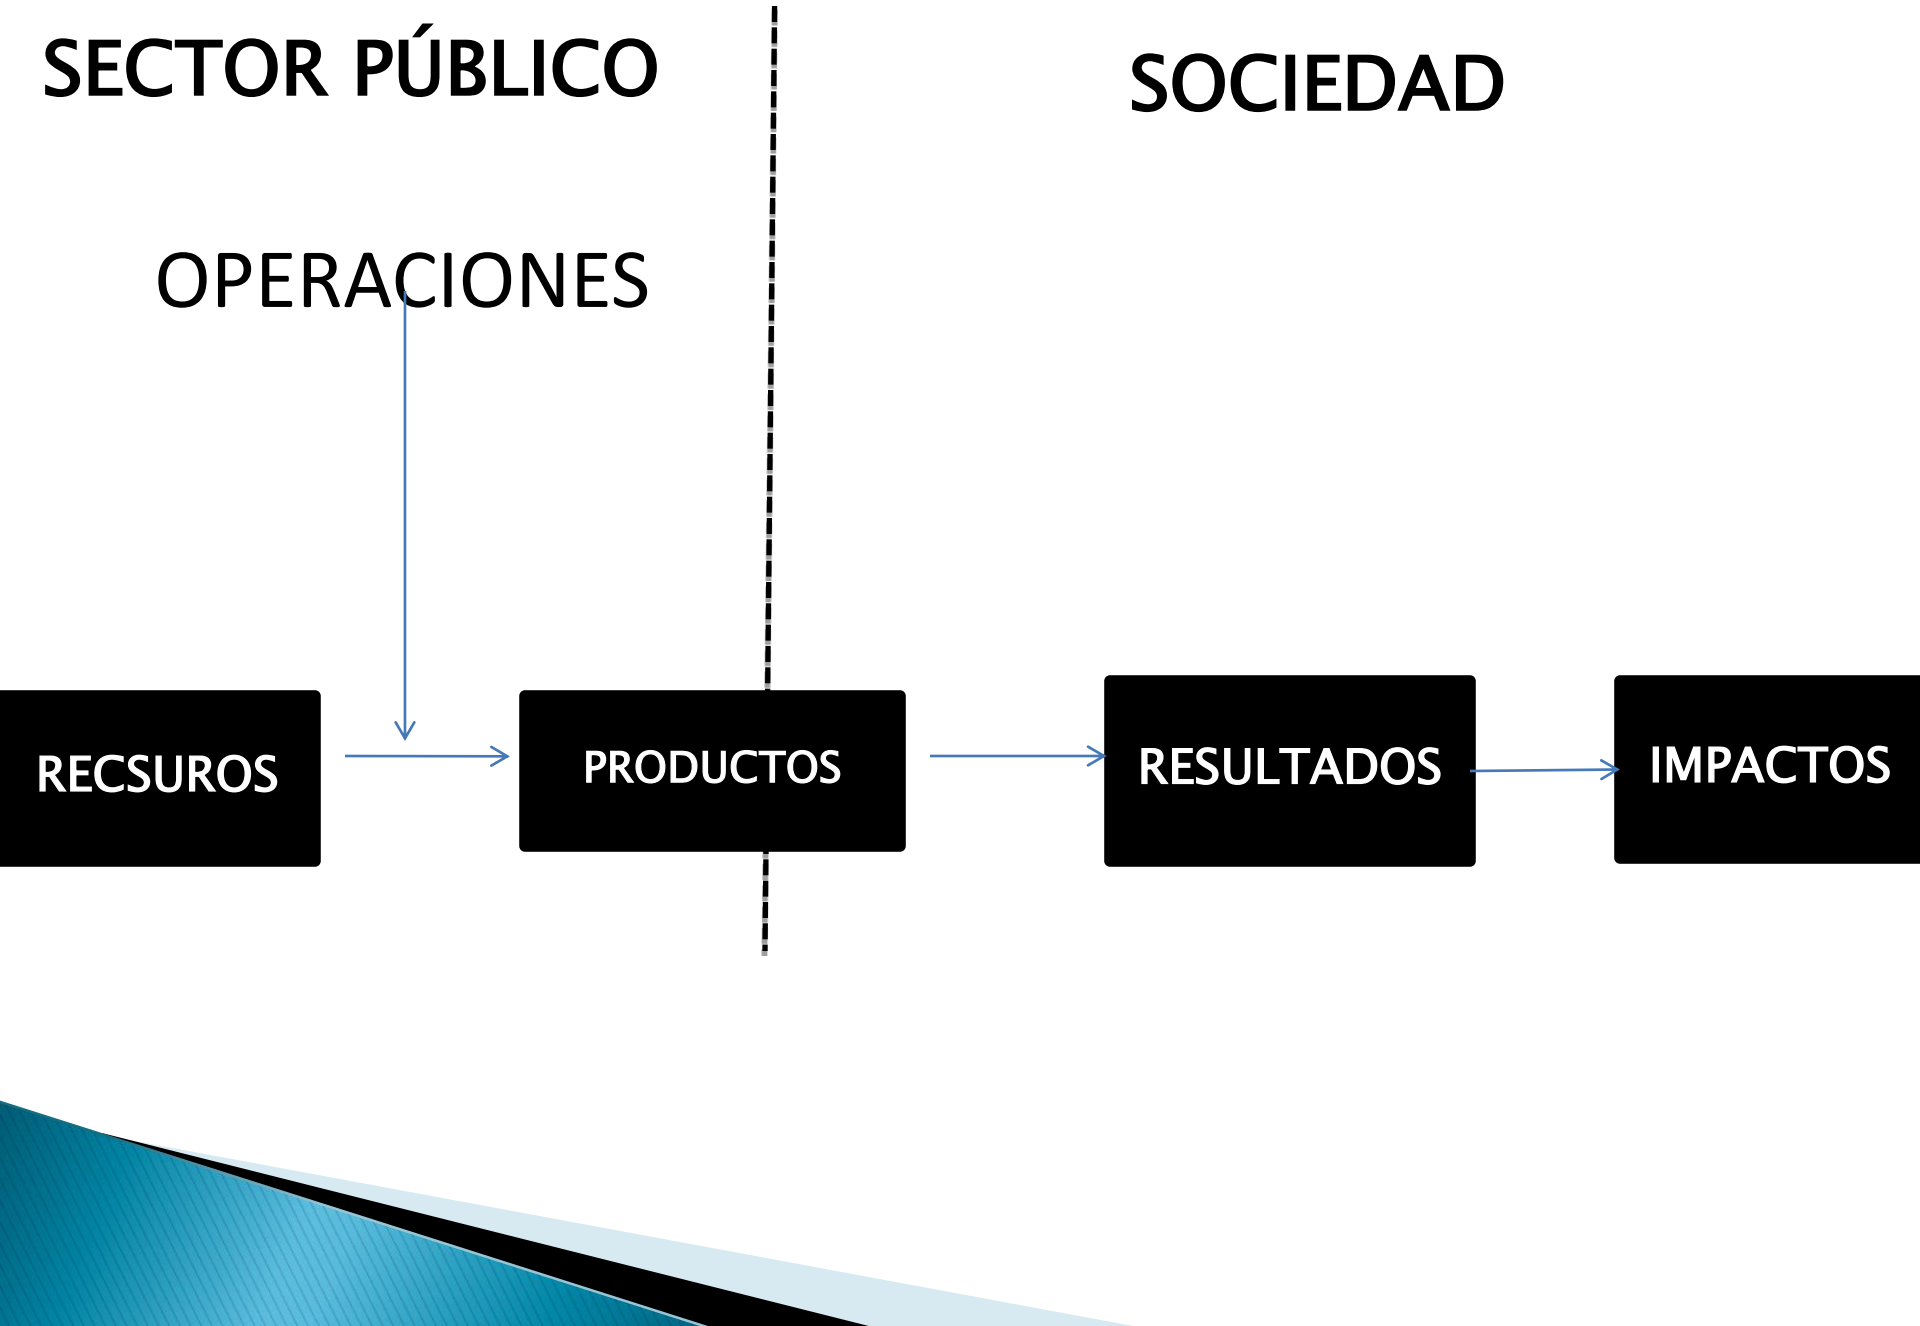 SECTOR PÚBLICO
SOCIEDAD
OPERACIONES
RECSUROS
PRODUCTOS
RESULTADOS
IMPACTOS